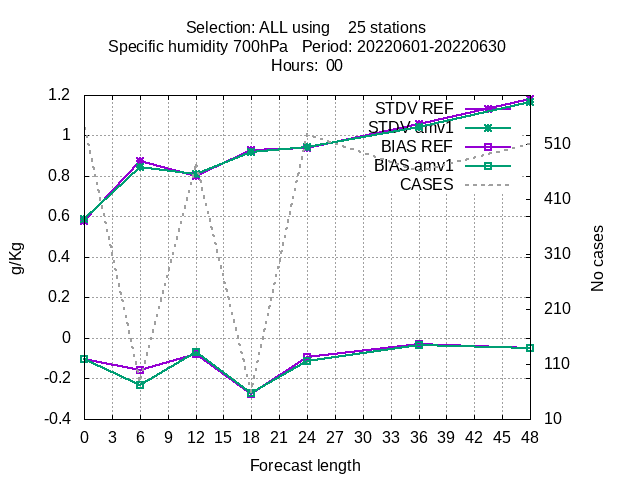 Selection: ALL using 25 stations
Specific humidity 700hPa Period: 20220601-20220630
Hours: 00
STDV REF
STDV amv1
BIAS REF
BIAS amv1
CASES
1.2
1
0.8
0.6
0.4
0.2
0
-0.2
-0.4
g/Kg
510
410
310
210
110
10
No cases
0 3 6 9 12 15 18 21 24 27 30 33 36 39 42 45 48
Forecast length